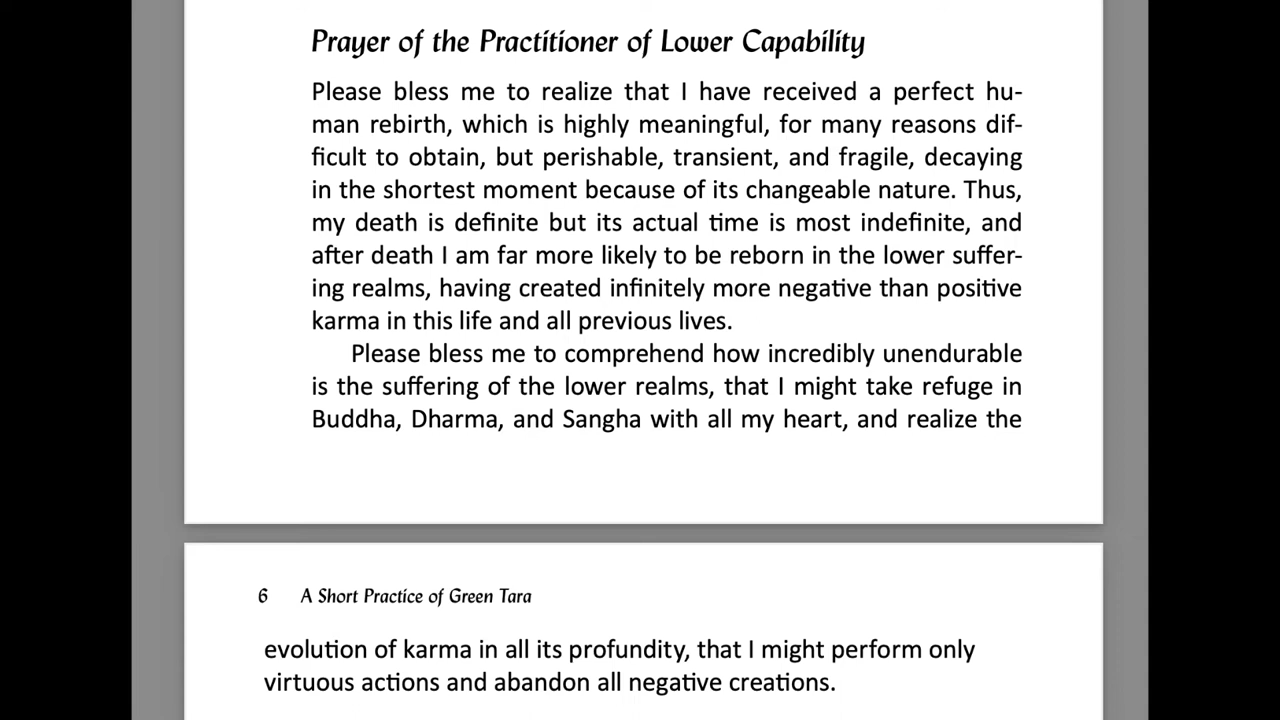 Prayer of the Practitioner of Lower Capability
Please bless me to realize that I have received a perfect hu-
man rebirth, which is highly meaningful, for many reasons dif-
ficult to obtain, but perishable, transient, and fragile, decaying
in the shortest moment because of its changeable nature. Thus,
my death is definite but its actual time is most indefinite, and
after death I am far more likely to be reborn in the lower suffer-
ing realms, having created infinitely more negative than positive
karma in this life and all previous lives.
Please bless me to comprehend how incredibly unendurable
is the suffering of the lower realms, that I might take refuge in
Buddha, Dharma, and Sangha with all my heart, and realize the
6 A Short Practice of Green Tara
evolution of karma in all its profundity, that I might perform only
virtuous actions and abandon all negative creations.